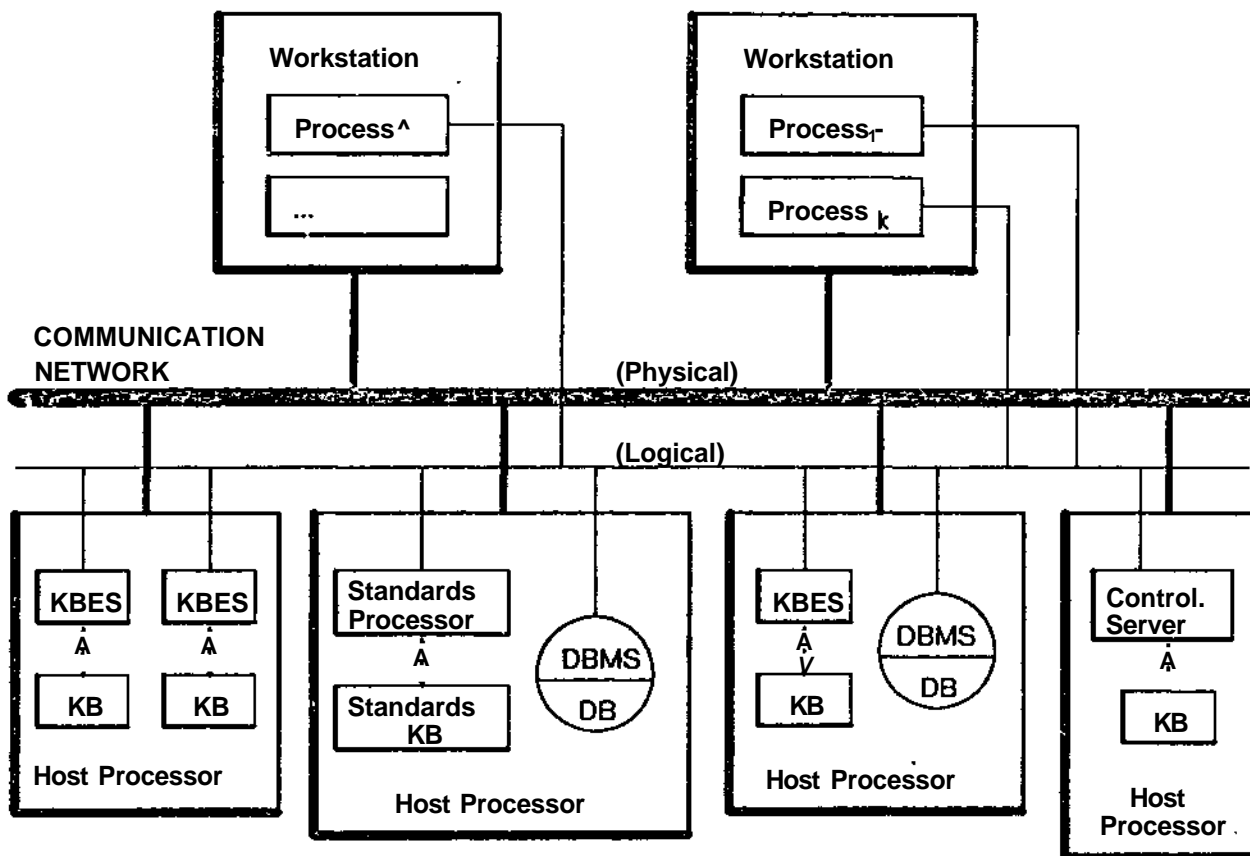 Workstation
Process^
...
Workstation
Process1-
Process k
COMMUNICATION
NETWORK
(Physical)
(Logical)
KBES
A
KB
KBES
A
KB
Host Processor
Standards
Processor
A
Standards
KB
DBMS
DB
Host Processor
KBES
A
V
KB
DBMS
DB
Host Processor
Control.
Server
A
KB
Host
Processor